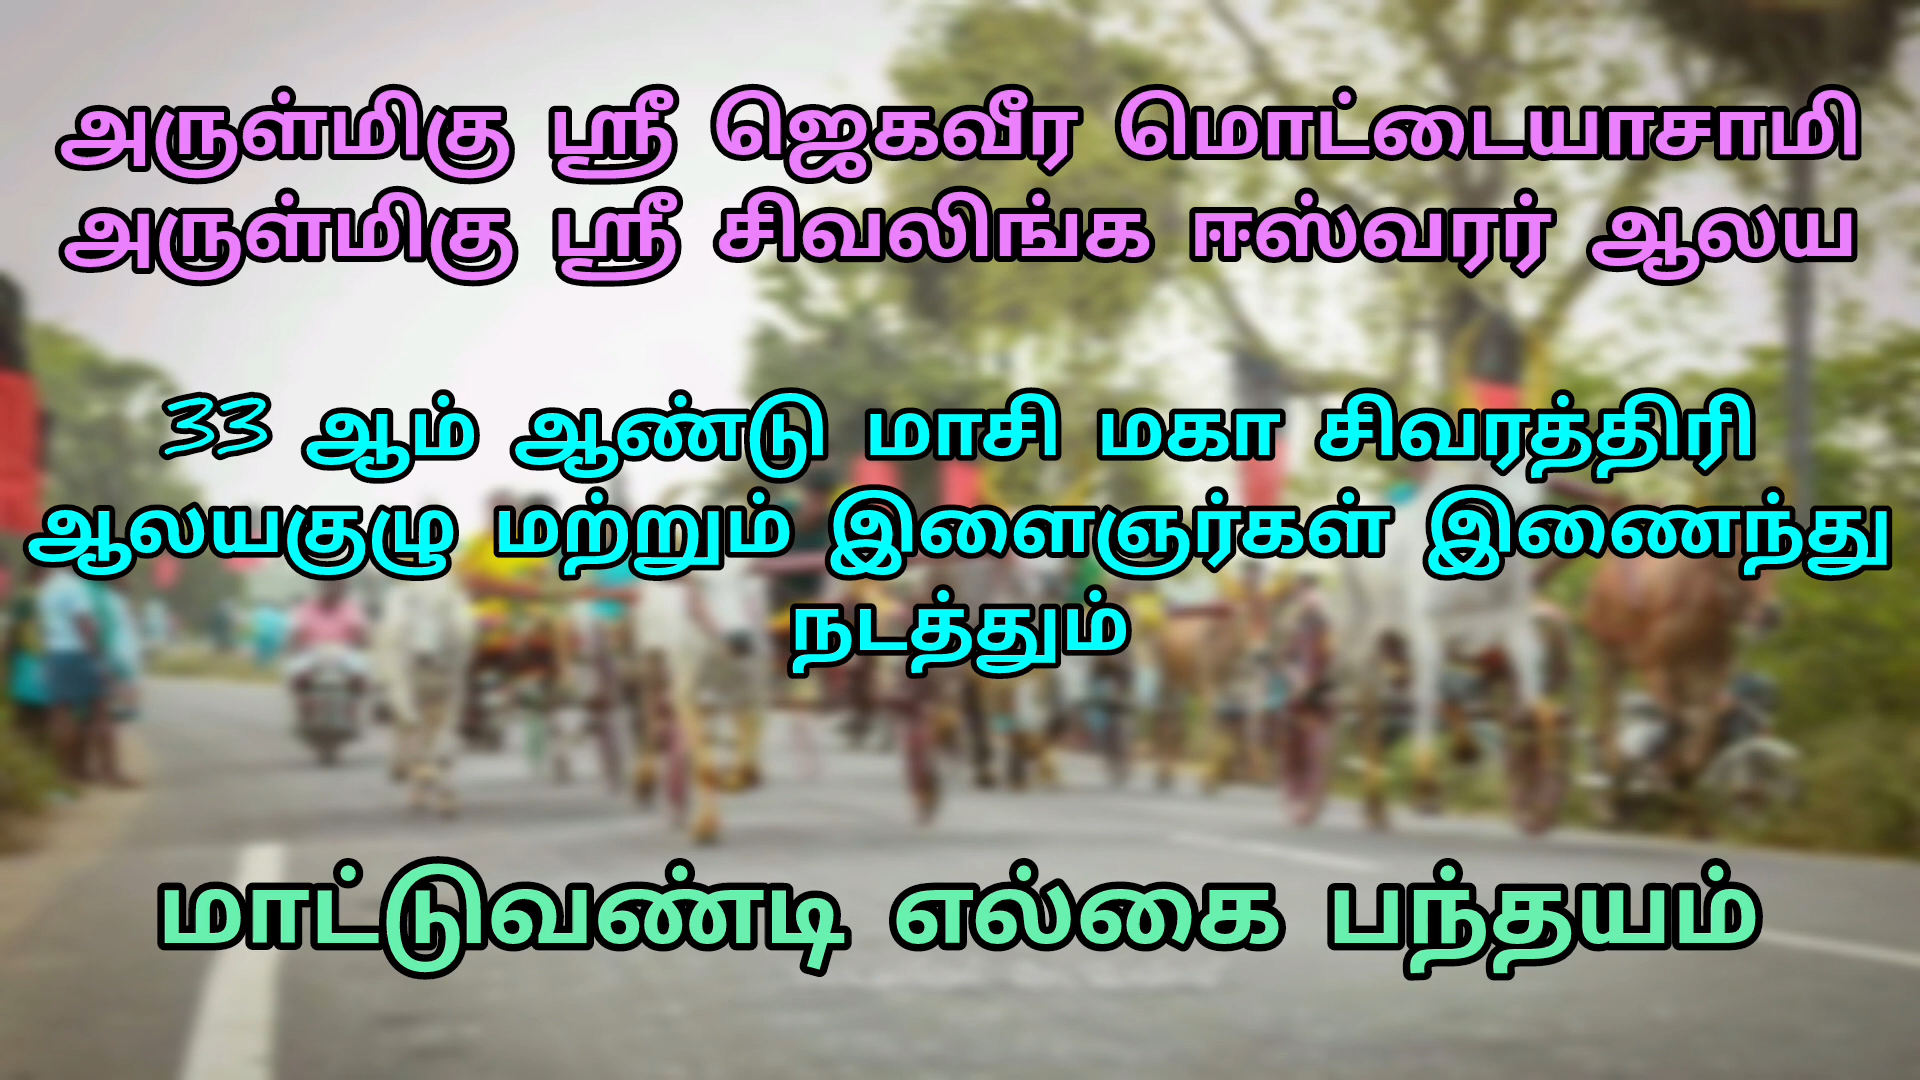 அருள்மிகு ஸ்ரீ ஜெகவீர மொட்டையாசாமி
அருள்மிகு ஸ்ரீ சிவலிங்க ஈஸ்வரர் ஆலய
33 ஆம் ஆண்டு மாசி மகா சிவரத்திரி
ஆலயகுழு மற்றும் இளைஞர்கள் இணைந்து
நடத்தும்
மாட்டுவண்டி எல்கை பந்தயம்